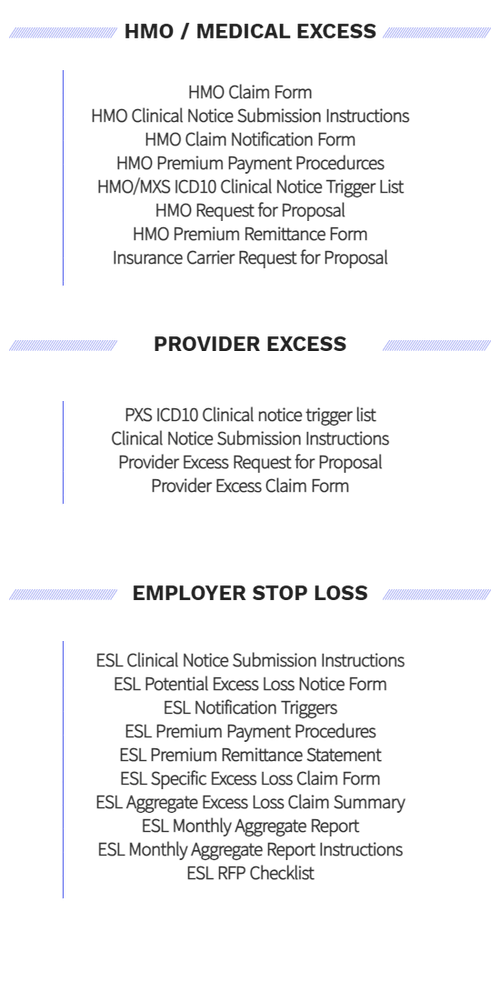 HMO / MEDICAL EXCESS
HMO Claim Form
HMO Clinical Notice Submission Instructions
HMO Claim Notification Form
HMO Premium Payment Procedurces
HMO/MXS ICD10 Clinical Notice Trigger List
HMO Request for Proposal
HMO Premium Remittance Form
Insurance Carrier Request for Proposal
PROVIDER EXCESS
PXS ICD10 Clinical notice trigger list
Clinical Notice Submission Instructions
Provider Excess Request for Proposal
Provider Excess Claim Form
EMPLOYER STOP LOSS
ESL Clinical Notice Submission Instructions
ESL Potential Excess Loss Notice Form
ESL Notification Triggers
ESL Premium Payment Procedures
ESL Premium Remittance Statement
ESL Specific Excess Loss Claim Form
ESL Aggregate Excess Loss Claim Summary
ESL Monthly Aggregate Report
ESL Monthly Aggregate Report Instructions
ESL RFP Checklist